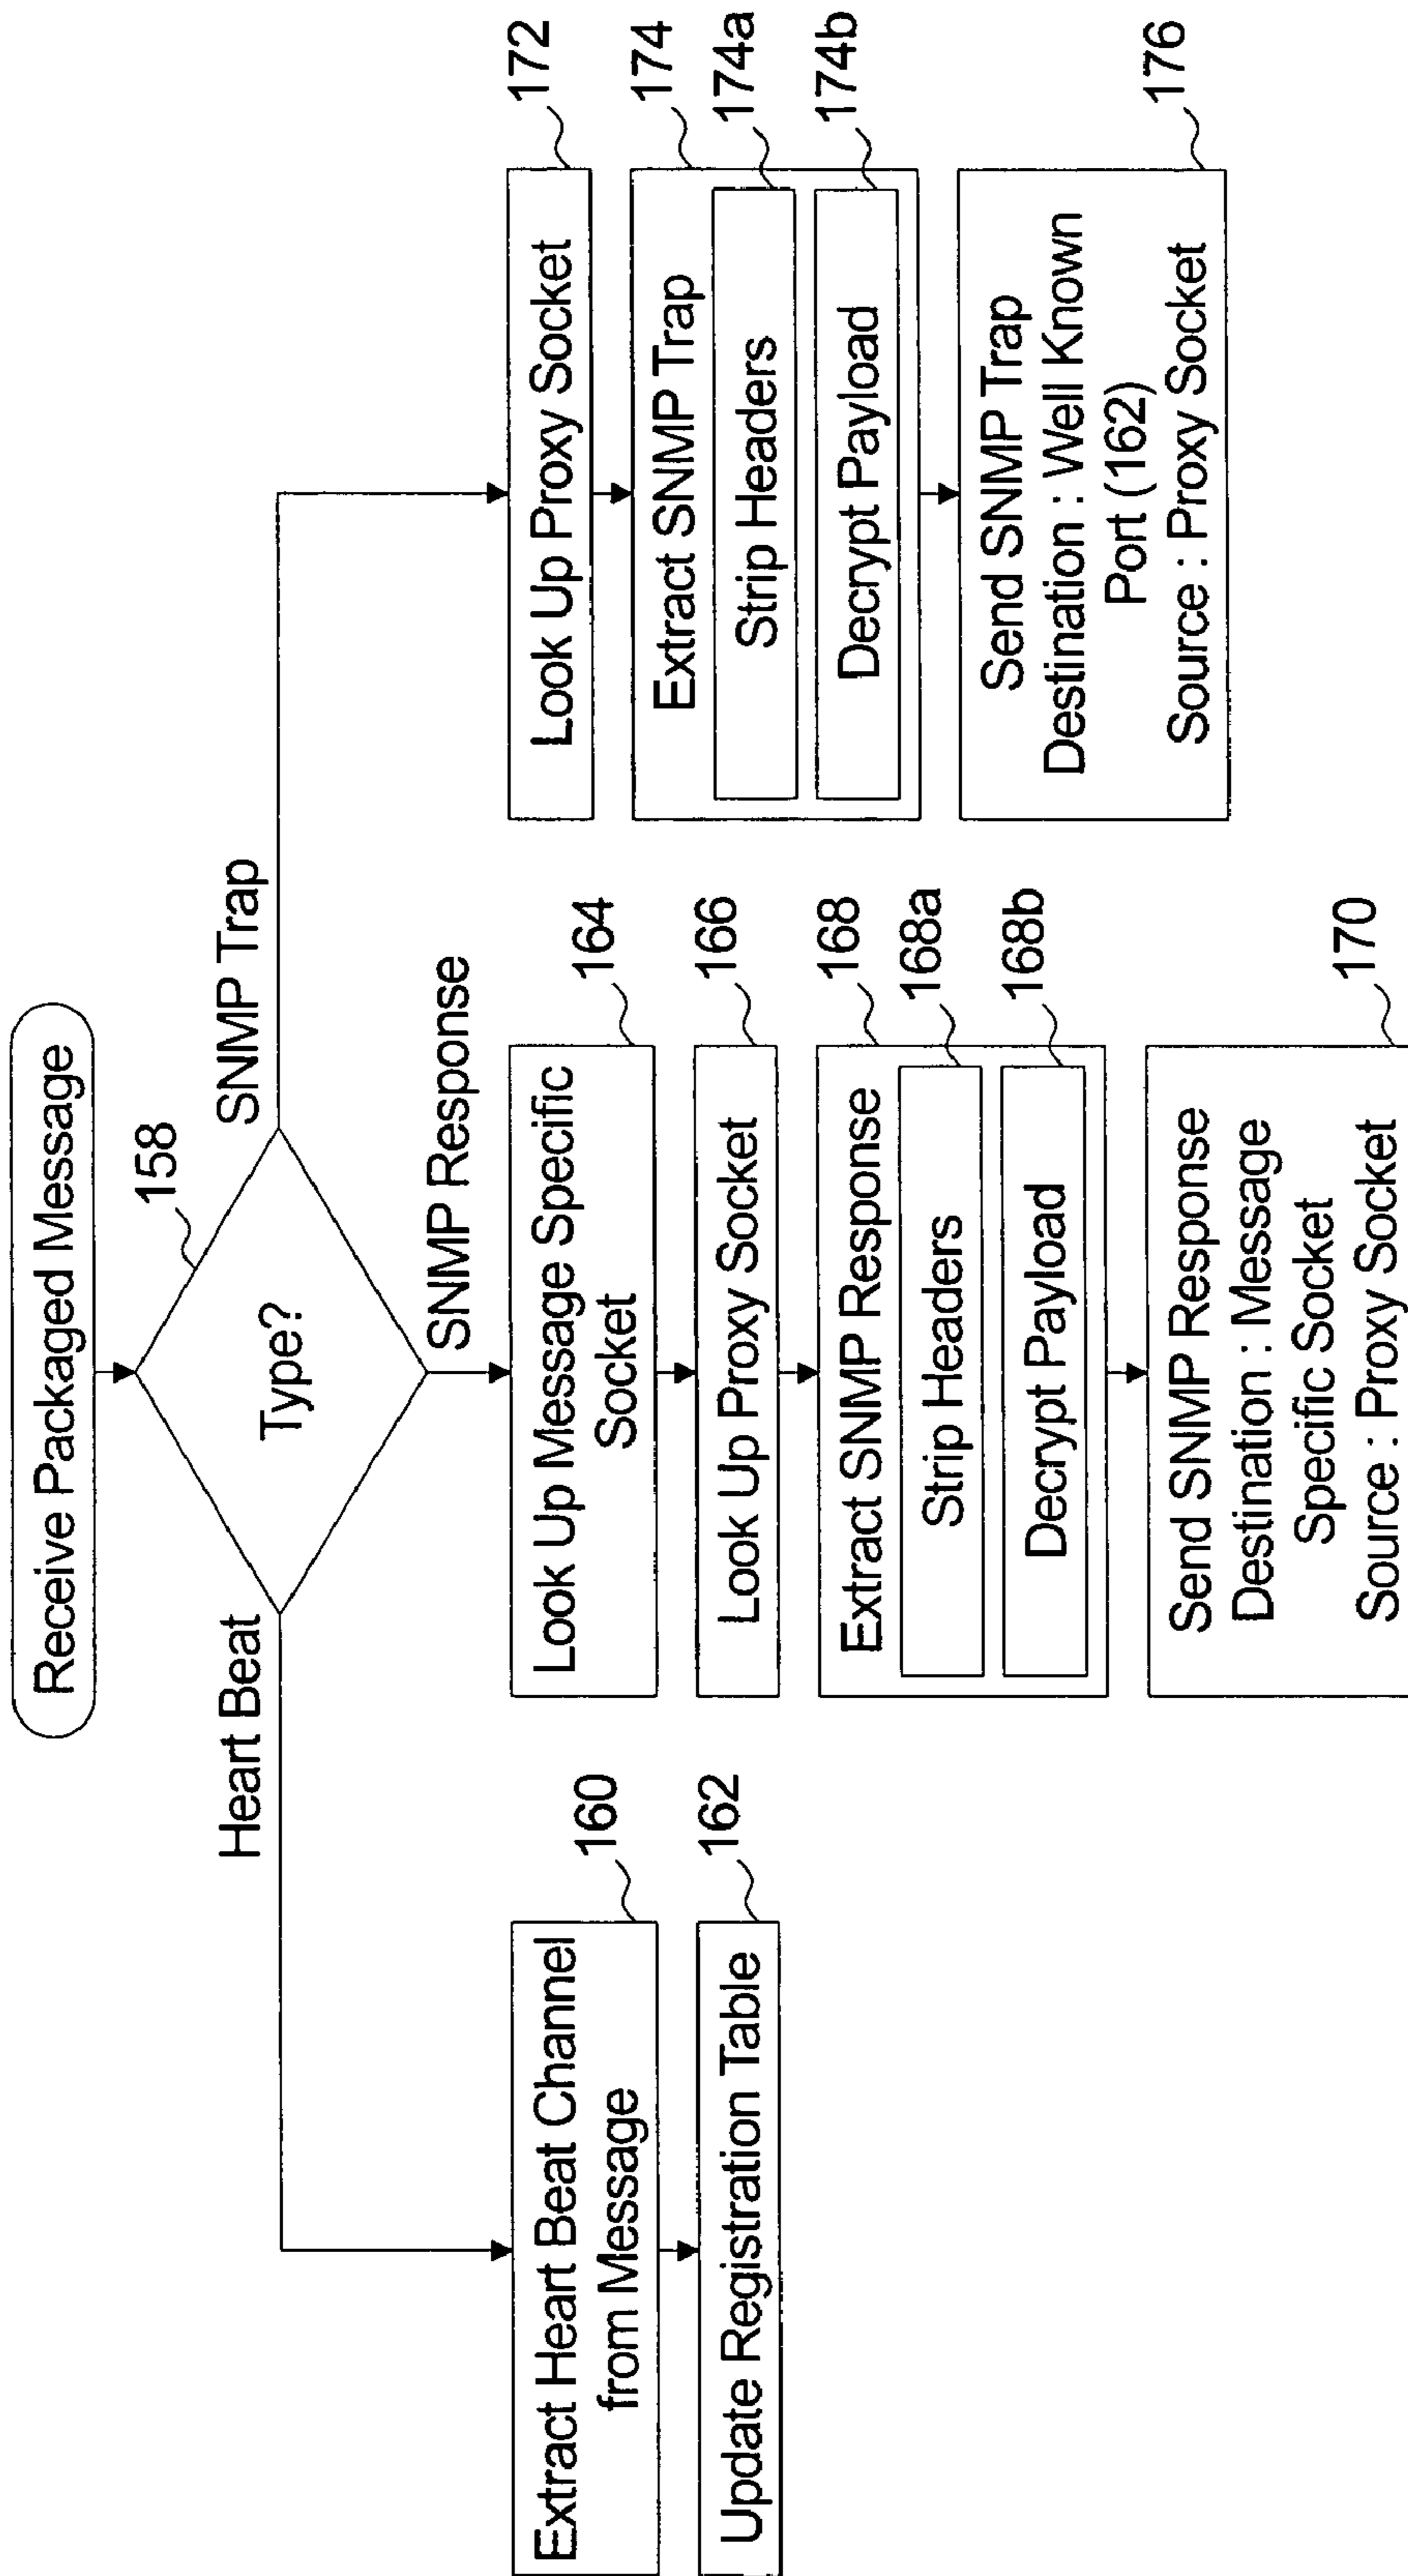 Receive Packaged Message
158
Type?
Heart Beat
SNMP Response
SNMP Trap
160
Extract Heart Beat Channel
from Message
162
Update Registration Table
164
Look Up Message Specific
Socket
166
Look Up Proxy Socket
168
Extract SNMP Response
168a
Strip Headers
168b
Decrypt Payload
170
Send SNMP Response
Destination : Message
Specific Socket
Source : Proxy Socket
172
Look Up Proxy Socket
174
Extract SNMP Trap
174a
Strip Headers
174b
Decrypt Payload
176
Send SNMP Trap
Destination : Well Known
Port (162)
Source : Proxy Socket